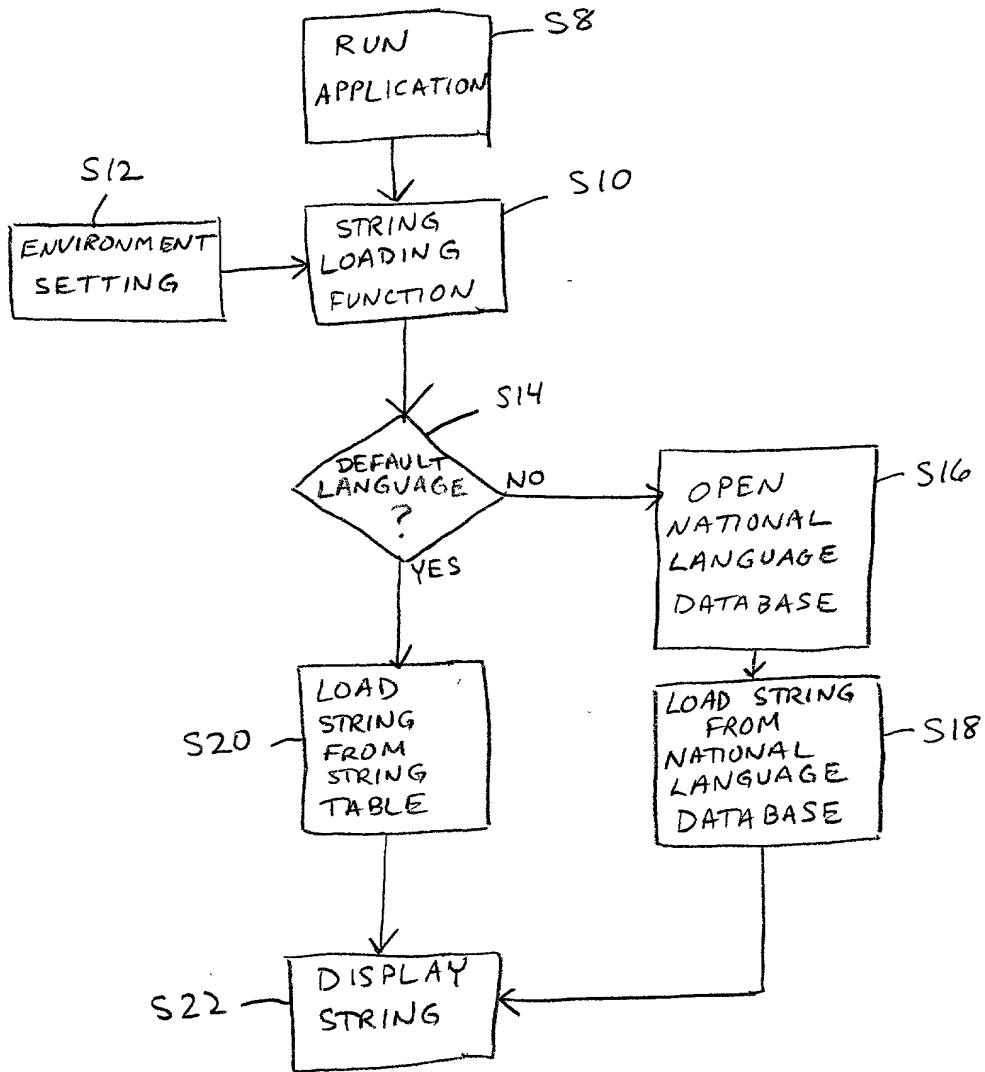 RUN
APPLICATION
S8
S12
S10
ENVIRONMENT
SETTING
STRING
LOADING
FUNCTION
S14
DEFAULT
LANGUAGE
?
NO
YES
OPEN
NATIONAL
LANGUAGE
DATABASE
S16
S20
LOAD
STRING
FROM
STRING
TABLE
LOAD STRING
FROM
NATIONAL
LANGUAGE
DATABASE
S18
S22
DISPLAY
STRING